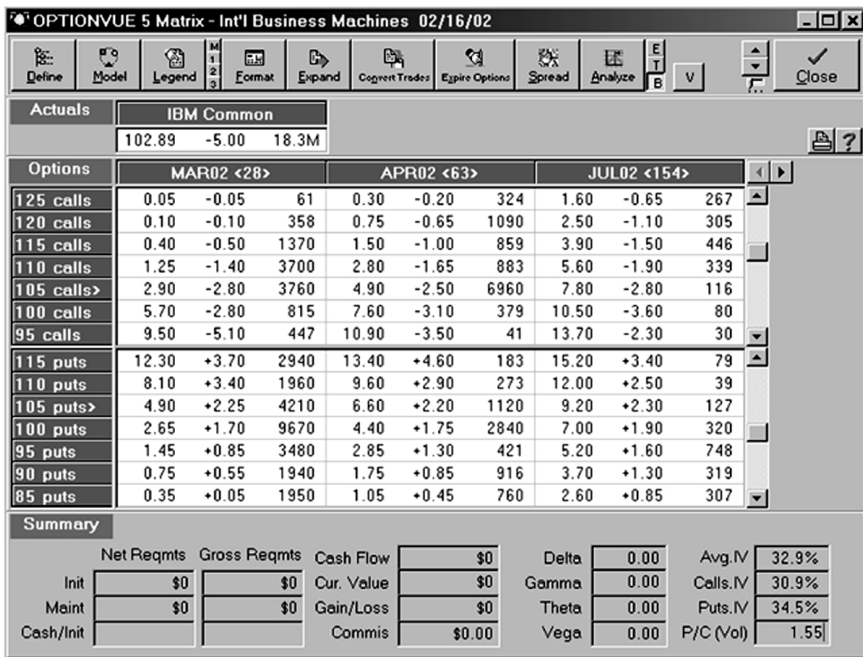 OPTIONVUE 5 Matrix - Int'l Business Machines 02/16/02
Define Model Legend M 1 2 3 Format Expand Convert Trades Expire Options Spread Analyze E T B V Close
Actuals IBM Common
102.89 -5.00 18.3M
?
Options MAR02 <28> APR02 <63> JUL02 <154>
125 calls 0.05 -0.05 61 0.30 -0.20 324 1.60 -0.65 267
120 calls 0.10 -0.10 358 0.75 -0.65 1090 2.50 -1.10 305
115 calls 0.40 -0.50 1370 1.50 -1.00 859 3.90 -1.50 446
110 calls 1.25 -1.40 3700 2.80 -1.65 883 5.60 -1.90 339
105 calls> 2.90 -2.80 3760 4.90 -2.50 6960 7.80 -2.80 116
100 calls 5.70 -2.80 815 7.60 -3.10 379 10.50 -3.60 80
95 calls 9.50 -5.10 447 10.90 -3.50 41 13.70 -2.30 30
115 puts 12.30 +3.70 2940 13.40 +4.60 183 15.20 +3.40 79
110 puts 8.10 +3.40 1960 9.60 +2.90 273 12.00 +2.50 39
105 puts> 4.90 +2.25 4210 6.60 +2.20 1120 9.20 +2.30 127
100 puts 2.65 +1.70 9670 4.40 +1.75 2840 7.00 +1.90 320
95 puts 1.45 +0.85 3480 2.85 +1.30 421 5.20 +1.60 748
90 puts 0.75 +0.55 1940 1.75 +0.85 916 3.70 +1.30 319
85 puts 0.35 +0.05 1950 1.05 +0.45 760 2.60 +0.85 307
Summary
Net Reqmts Gross Reqmts Cash Flow $0 Delta 0.00 Avg.IV 32.9%
Init $0 $0 Cur. Value $0 Gamma 0.00 Calls.IV 30.9%
Maint $0 $0 Gain/Loss $0 Theta 0.00 Puts.IV 34.5%
Cash/Init Commis $0.00 Vega 0.00 P/C (Vol) 1.55